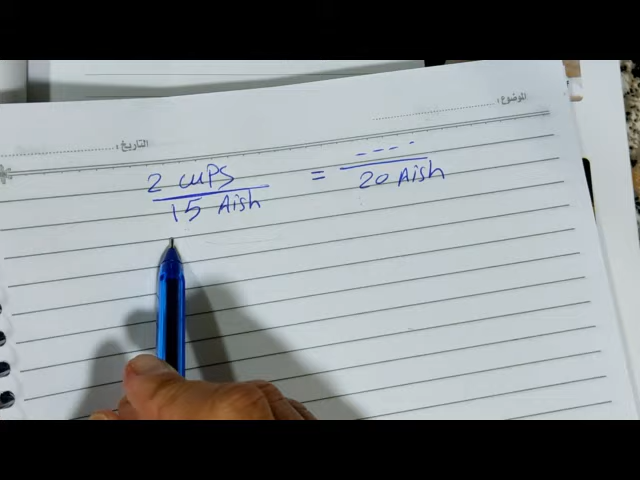 الموضوع:
التاريخ:
2 cups = ----
15 Aish 20 Aish